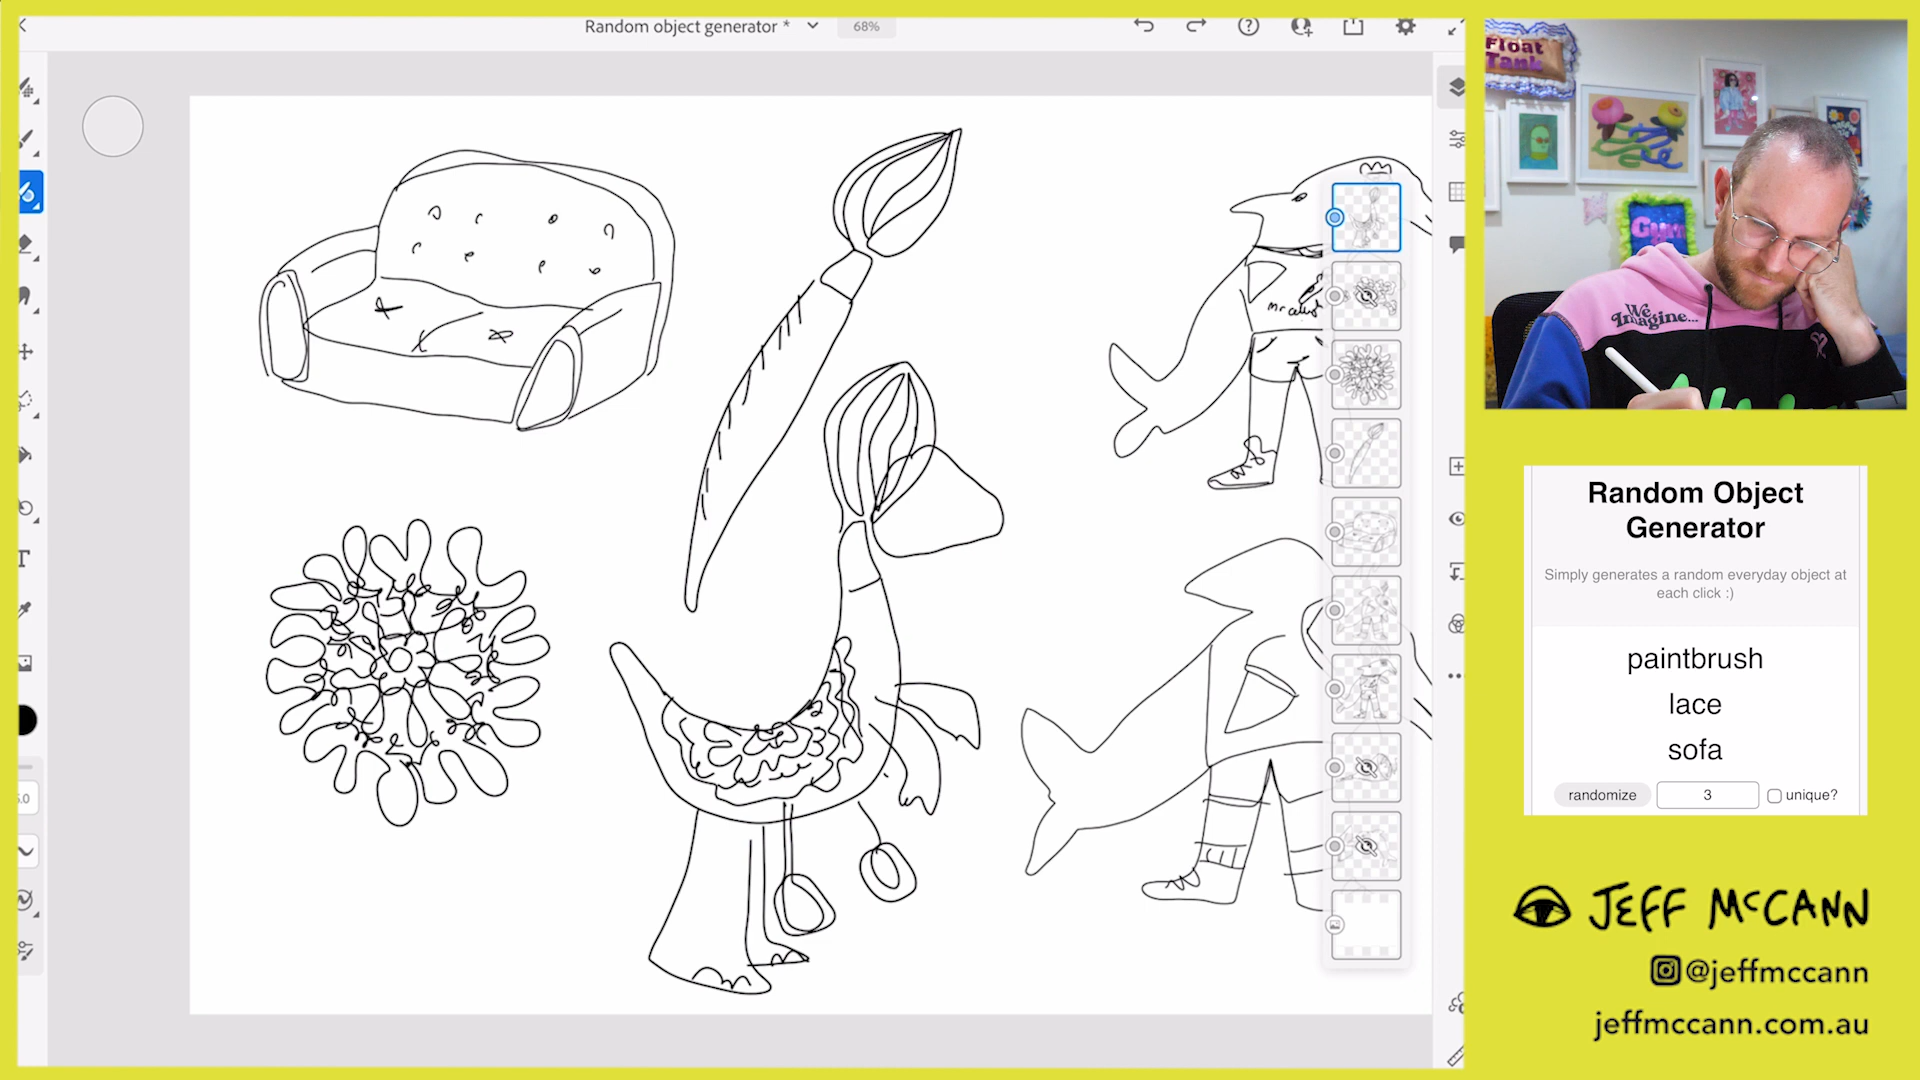 Random object generator *
68%
Float
Tank
We
Imagine...
T
Random Object
Generator
Simply generates a random everyday object at
each click :)
paintbrush
lace
sofa
randomize
3
unique?
JEFF McCANN
@jeffmccann
jeffmccann.com.au